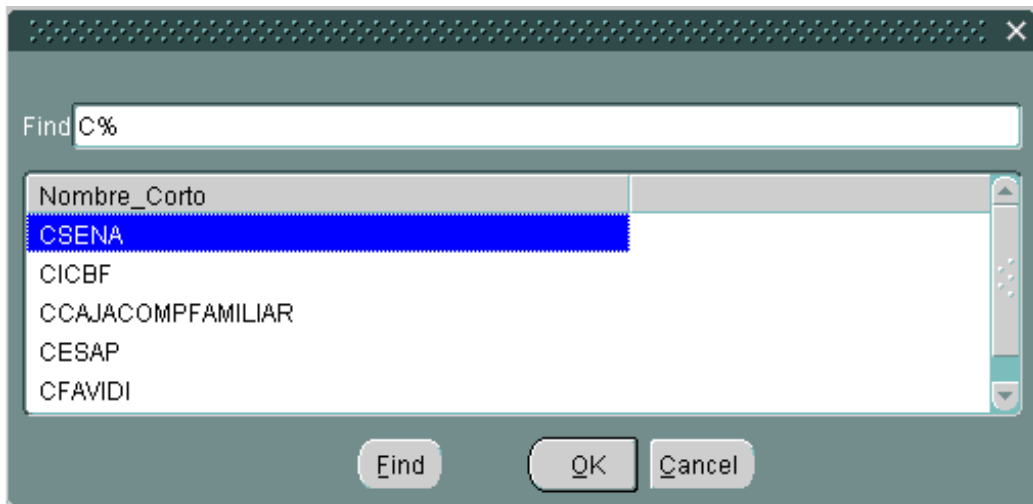 Find C%
Nombre_Corto
CSENA
CICBF
CCAJACOMPFAMILIAR
CESAP
CFAVIDI
Find OK Cancel